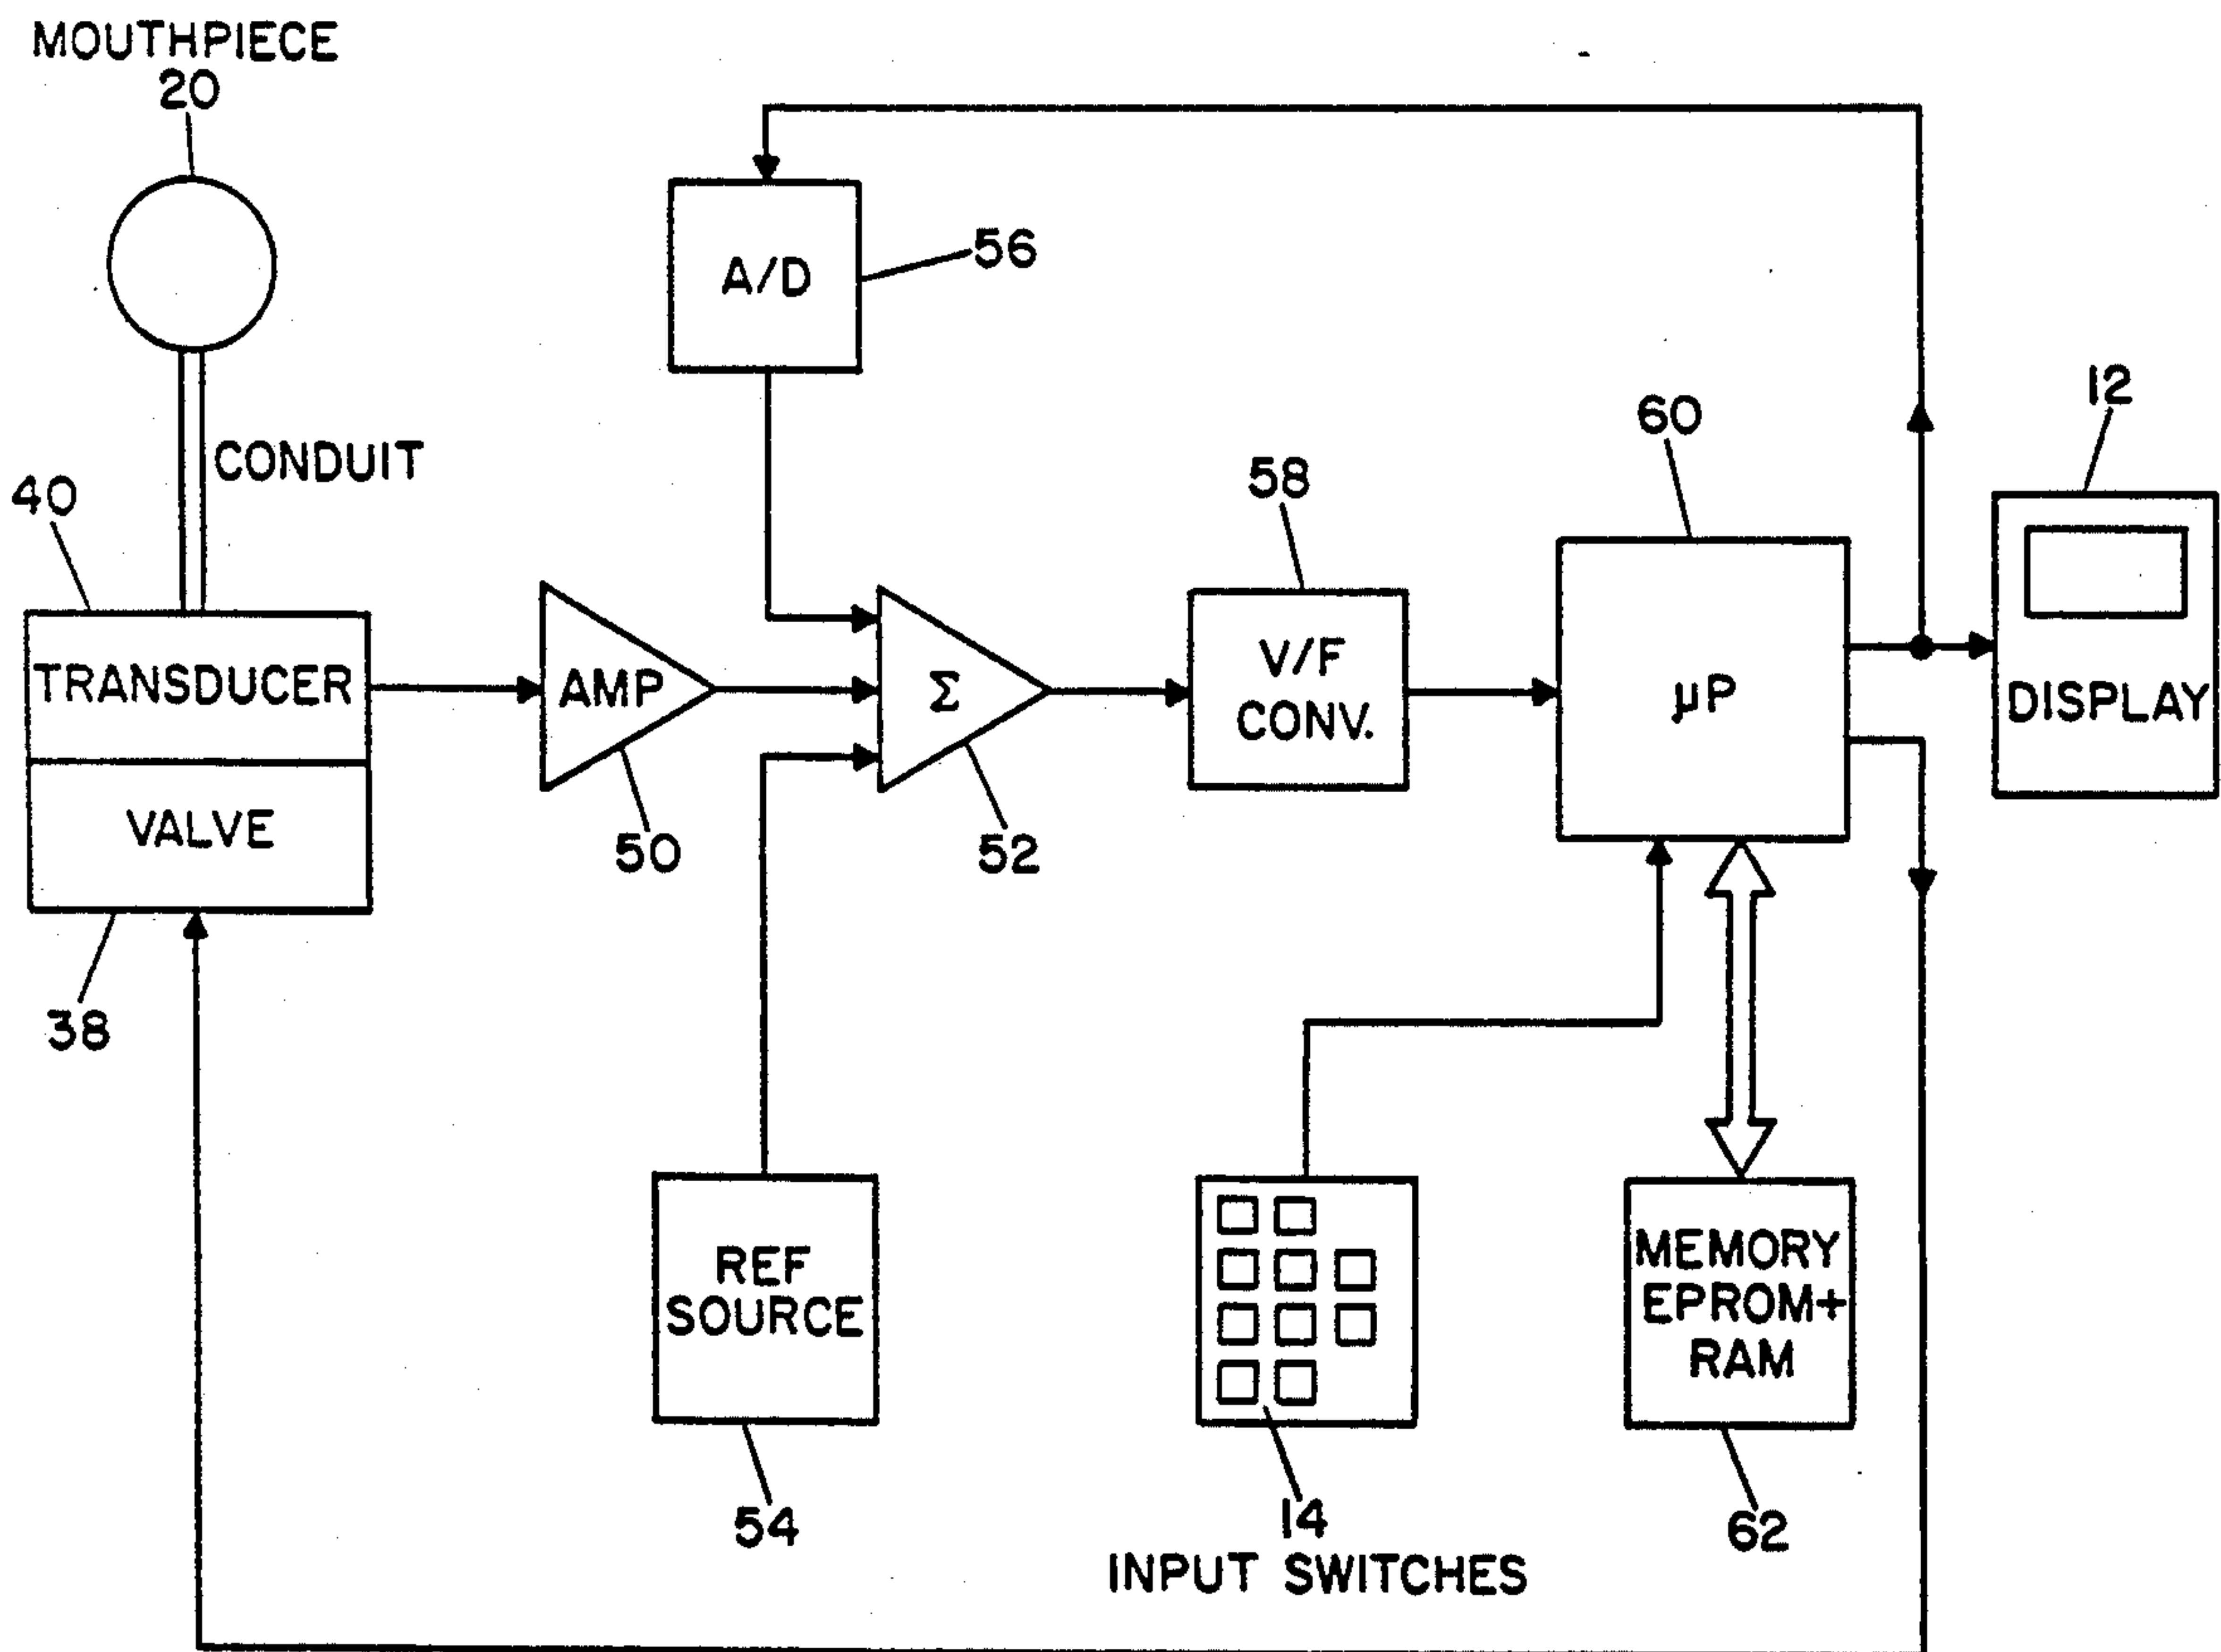 MOUTHPIECE
20
A/D
56
CONDUIT
40
TRANSDUCER
VALVE
38
AMP
50
Σ
52
58
V/F
CONV.
60
μP
12
DISPLAY
REF
SOURCE
54
14
INPUT SWITCHES
MEMORY
EPROM+
RAM
62